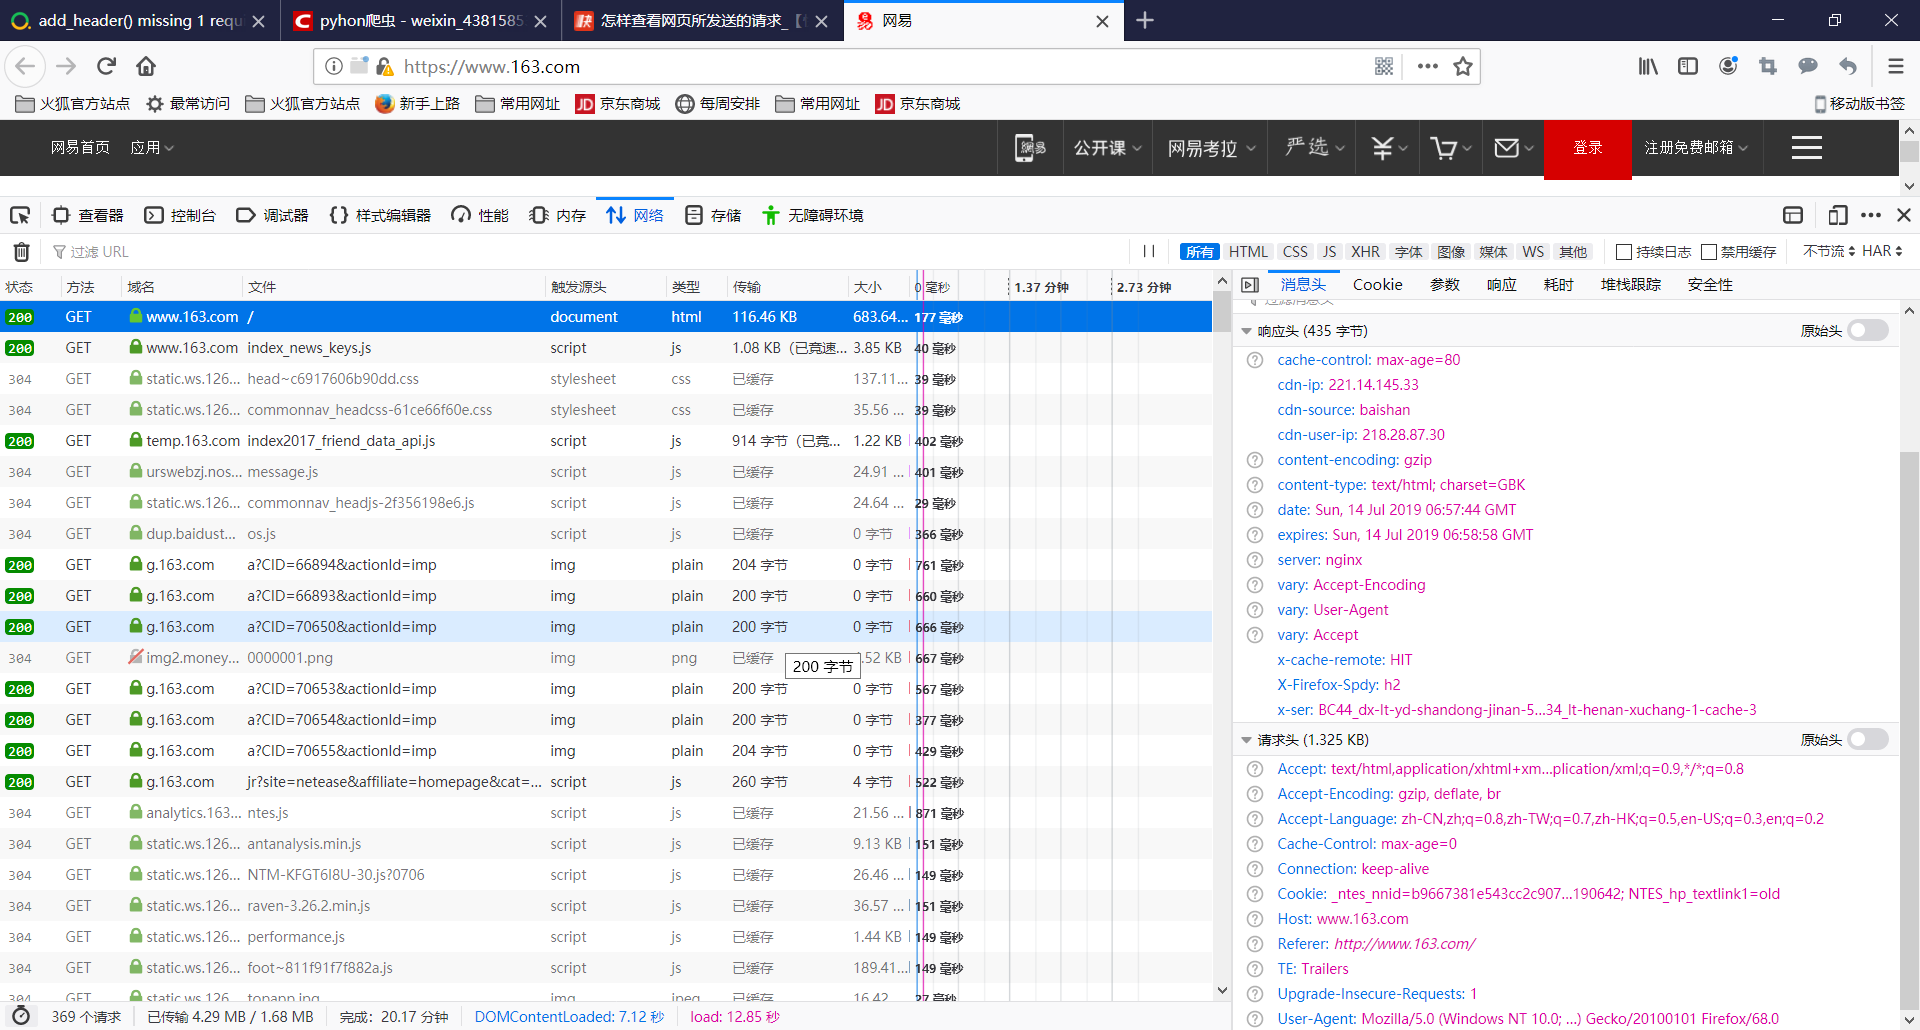 add_header() missing 1 requ
pyhon爬虫 - weixin_4381585
怎样查看网页所发送的请求_【
网易
https://www.163.com
火狐官方站点 最常访问 火狐官方站点 新手上路 常用网址 JD 京东商城 每周安排 常用网址 JD 京东商城 移动版书签
网易首页 应用 網易 公开课 网易考拉 严选 登录 注册免费邮箱
查看器 控制台 调试器 样式编辑器 性能 内存 网络 存储 无障碍环境
过滤 URL 所有 HTML CSS JS XHR 字体 图像 媒体 WS 其他 持续日志 禁用缓存 不节流 HAR
状态 方法 域名 文件 触发源头 类型 传输 大小 0 毫秒 1.37 分钟 2.73 分钟
200 GET www.163.com / document html 116.46 KB 683.64... 177 毫秒
200 GET www.163.com index_news_keys.js script js 1.08 KB（已竞速... 3.85 KB 40 毫秒
304 GET static.ws.126... head~c6917606b90dd.css stylesheet css 已缓存 137.11... 39 毫秒
304 GET static.ws.126... commonnav_headcss-61ce66f60e.css stylesheet css 已缓存 35.56 ... 39 毫秒
200 GET temp.163.com index2017_friend_data_api.js script js 914 字节（已竞... 1.22 KB 402 毫秒
304 GET urswebzj.nos... message.js script js 已缓存 24.91 ... 401 毫秒
304 GET static.ws.126... commonnav_headjs-2f356198e6.js script js 已缓存 24.64 ... 29 毫秒
304 GET dup.baidust... os.js script js 已缓存 0 字节 366 毫秒
200 GET g.163.com a?CID=66894&actionId=imp img plain 204 字节 0 字节 761 毫秒
200 GET g.163.com a?CID=66893&actionId=imp img plain 200 字节 0 字节 660 毫秒
200 GET g.163.com a?CID=70650&actionId=imp img plain 200 字节 0 字节 666 毫秒
304 GET img2.money... 0000001.png img png 已缓存 .52 KB 667 毫秒
200 字节
200 GET g.163.com a?CID=70653&actionId=imp img plain 200 字节 0 字节 567 毫秒
200 GET g.163.com a?CID=70654&actionId=imp img plain 200 字节 0 字节 377 毫秒
200 GET g.163.com a?CID=70655&actionId=imp img plain 204 字节 0 字节 429 毫秒
200 GET g.163.com jr?site=netease&affiliate=homepage&cat=... script js 260 字节 4 字节 522 毫秒
304 GET analytics.163... ntes.js script js 已缓存 21.56 ... 871 毫秒
304 GET static.ws.126... antanalysis.min.js script js 已缓存 9.13 KB 151 毫秒
304 GET static.ws.126... NTM-KFGT6I8U-30.js?0706 script js 已缓存 26.46 ... 149 毫秒
304 GET static.ws.126... raven-3.26.2.min.js script js 已缓存 36.57 ... 151 毫秒
304 GET static.ws.126... performance.js script js 已缓存 1.44 KB 149 毫秒
304 GET static.ws.126... foot~811f91f7f882a.js script js 已缓存 189.41... 149 毫秒
304 GET static.ws.126... topapp.jpg img jpeg 已缓存 16.42 ... 27 毫秒
369 个请求 已传输 4.29 MB / 1.68 MB 完成：20.17 分钟 DOMContentLoaded: 7.12 秒 load: 12.85 秒
消息头 Cookie 参数 响应 耗时 堆栈跟踪 安全性
过滤消息头
响应头 (435 字节) 原始头
cache-control: max-age=80
cdn-ip: 221.14.145.33
cdn-source: baishan
cdn-user-ip: 218.28.87.30
content-encoding: gzip
content-type: text/html; charset=GBK
date: Sun, 14 Jul 2019 06:57:44 GMT
expires: Sun, 14 Jul 2019 06:58:58 GMT
server: nginx
vary: Accept-Encoding
vary: User-Agent
vary: Accept
x-cache-remote: HIT
X-Firefox-Spdy: h2
x-ser: BC44_dx-lt-yd-shandong-jinan-5...34_lt-henan-xuchang-1-cache-3
请求头 (1.325 KB) 原始头
Accept: text/html,application/xhtml+xm...plication/xml;q=0.9,*/*;q=0.8
Accept-Encoding: gzip, deflate, br
Accept-Language: zh-CN,zh;q=0.8,zh-TW;q=0.7,zh-HK;q=0.5,en-US;q=0.3,en;q=0.2
Cache-Control: max-age=0
Connection: keep-alive
Cookie: _ntes_nnid=b9667381e543cc2c907...190642; NTES_hp_textlink1=old
Host: www.163.com
Referer: http://www.163.com/
TE: Trailers
Upgrade-Insecure-Requests: 1
User-Agent: Mozilla/5.0 (Windows NT 10.0; ...) Gecko/20100101 Firefox/68.0